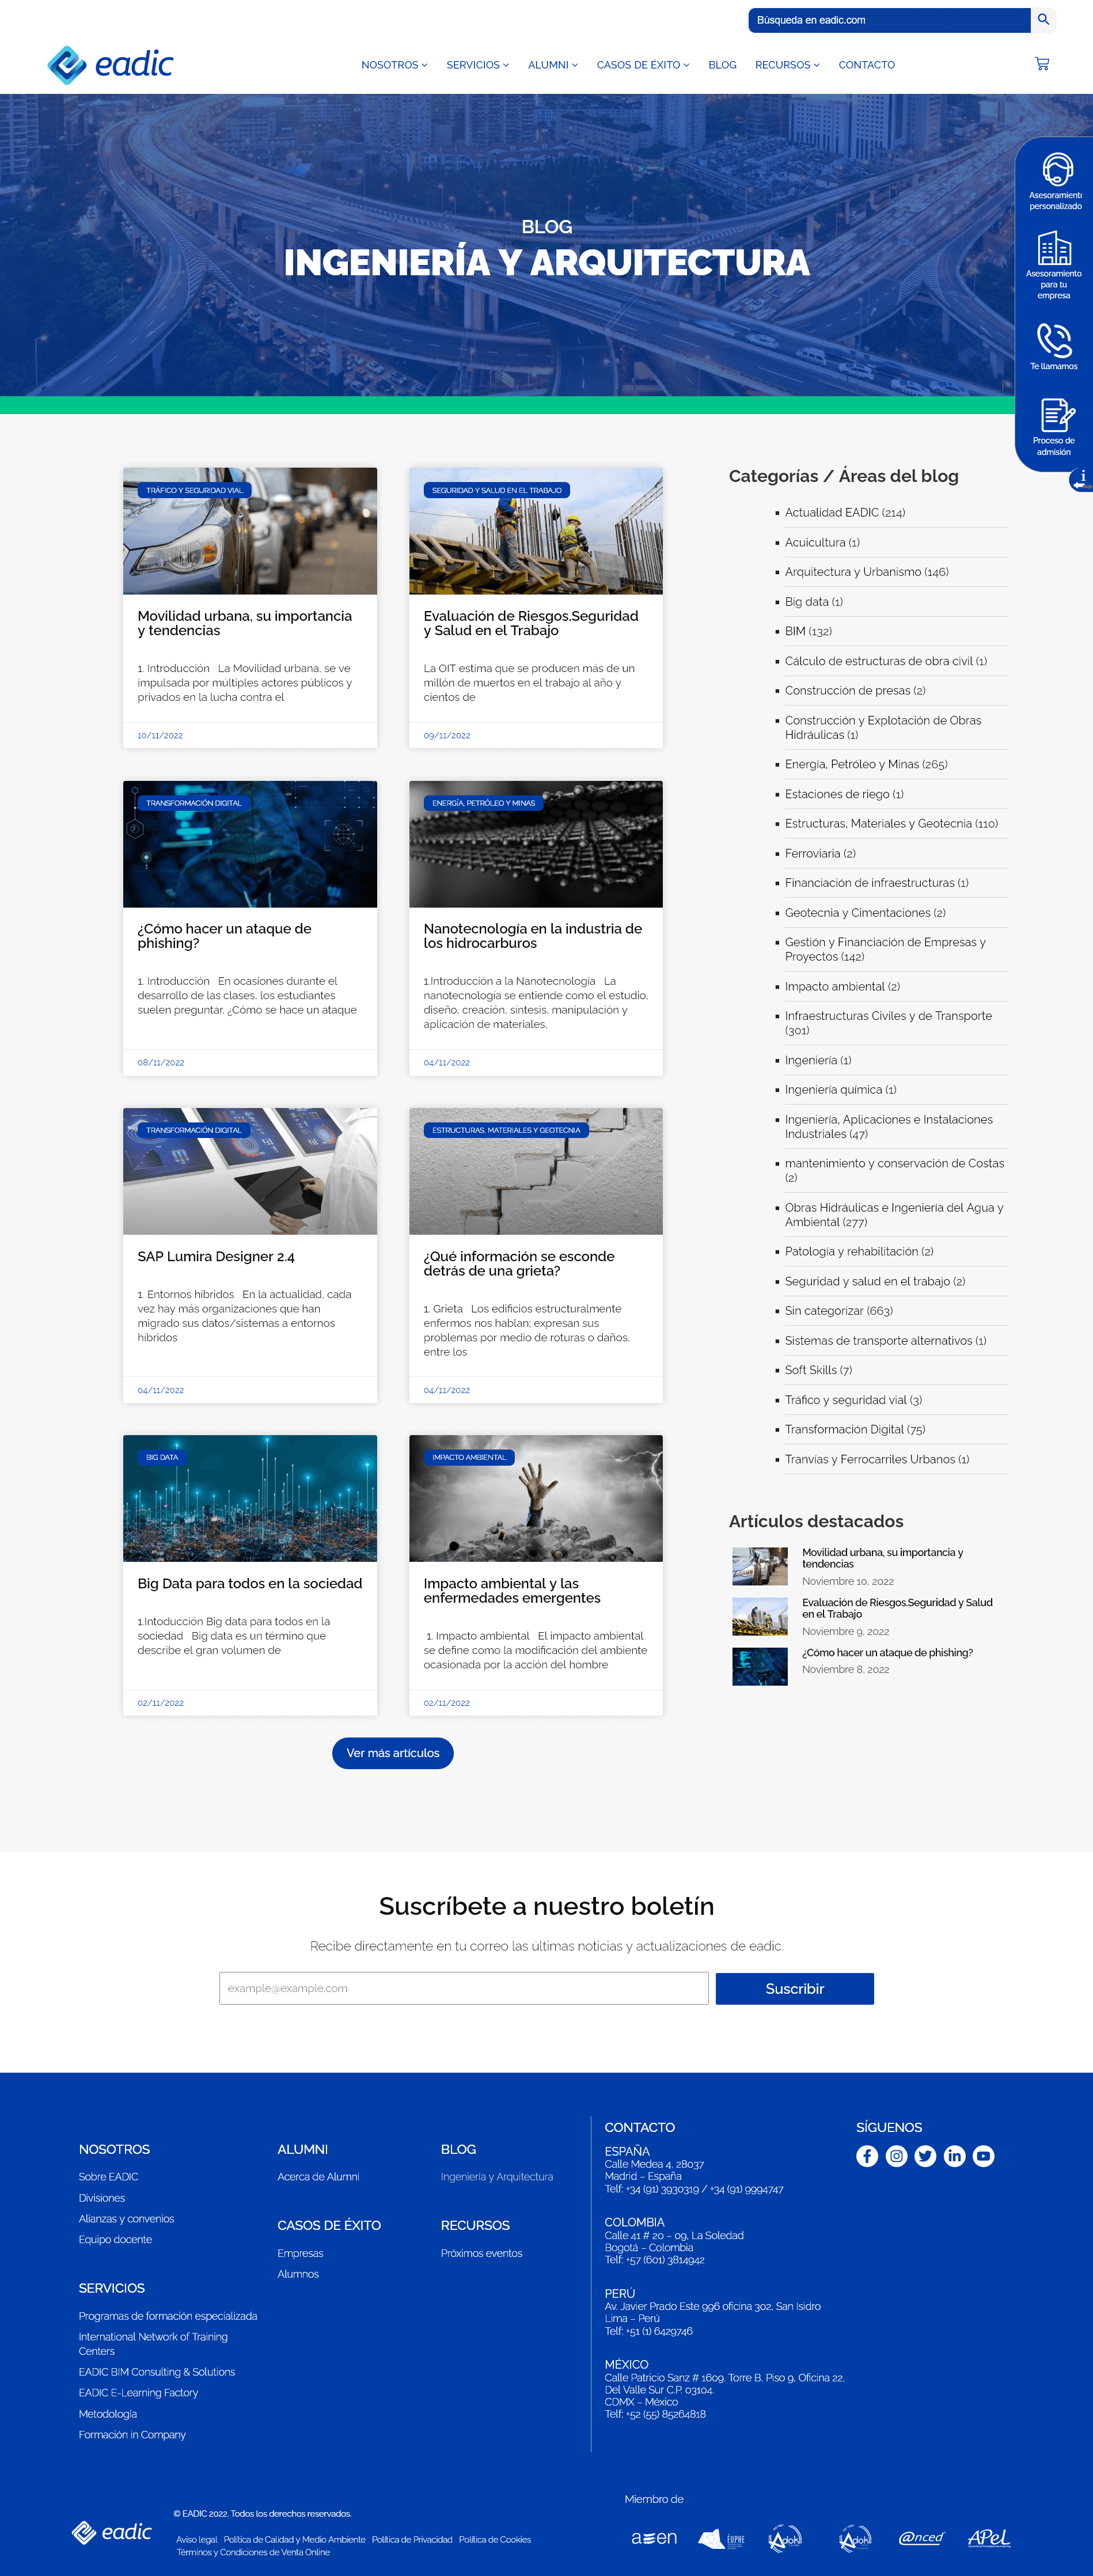 Búsqueda en eadic.com
eadic
NOSOTROS
SERVICIOS
ALUMNI
CASOS DE ÉXITO
BLOG
RECURSOS
CONTACTO
BLOG
INGENIERÍA Y ARQUITECTURA
Asesoramiento
personalizado
Asesoramiento
para tu
empresa
Te llamamos
Proceso de
admisión
TRÁFICO Y SEGURIDAD VIAL
Movilidad urbana, su importancia
y tendencias
1. Introducción La Movilidad urbana, se ve
impulsada por múltiples actores públicos y
privados en la lucha contra el
10/11/2022
SEGURIDAD Y SALUD EN EL TRABAJO
Evaluación de Riesgos.Seguridad
y Salud en el Trabajo
La OIT estima que se producen más de un
millón de muertos en el trabajo al año y
cientos de
09/11/2022
TRANSFORMACIÓN DIGITAL
¿Cómo hacer un ataque de
phishing?
1. Introducción En ocasiones durante el
desarrollo de las clases, los estudiantes
suelen preguntar, ¿Cómo se hace un ataque
08/11/2022
ENERGÍA, PETRÓLEO Y MINAS
Nanotecnología en la industria de
los hidrocarburos
1.Introducción a la Nanotecnología La
nanotecnología se entiende como el estudio,
diseño, creación, síntesis, manipulación y
aplicación de materiales,
04/11/2022
TRANSFORMACIÓN DIGITAL
SAP Lumira Designer 2.4
1. Entornos híbridos En la actualidad, cada
vez hay más organizaciones que han
migrado sus datos/sistemas a entornos
híbridos
04/11/2022
ESTRUCTURAS, MATERIALES Y GEOTECNIA
¿Qué información se esconde
detrás de una grieta?
1. Grieta Los edificios estructuralmente
enfermos nos hablan; expresan sus
problemas por medio de roturas o daños,
entre los
04/11/2022
BIG DATA
Big Data para todos en la sociedad
1.Intoducción Big data para todos en la
sociedad Big data es un término que
describe el gran volumen de
02/11/2022
IMPACTO AMBIENTAL
Impacto ambiental y las
enfermedades emergentes
1. Impacto ambiental El impacto ambiental
se define como la modificación del ambiente
ocasionada por la acción del hombre
02/11/2022
Ver más artículos
Categorías / Áreas del blog
Actualidad EADIC (214)
Acuicultura (1)
Arquitectura y Urbanismo (146)
Big data (1)
BIM (132)
Cálculo de estructuras de obra civil (1)
Construcción de presas (2)
Construcción y Explotación de Obras
Hidráulicas (1)
Energía, Petróleo y Minas (265)
Estaciones de riego (1)
Estructuras, Materiales y Geotecnia (110)
Ferroviaria (2)
Financiación de infraestructuras (1)
Geotecnia y Cimentaciones (2)
Gestión y Financiación de Empresas y
Proyectos (142)
Impacto ambiental (2)
Infraestructuras Civiles y de Transporte
(301)
Ingeniería (1)
Ingeniería química (1)
Ingeniería, Aplicaciones e Instalaciones
Industriales (47)
mantenimiento y conservación de Costas
(2)
Obras Hidráulicas e Ingeniería del Agua y
Ambiental (277)
Patología y rehabilitación (2)
Seguridad y salud en el trabajo (2)
Sin categorizar (663)
Sistemas de transporte alternativos (1)
Soft Skills (7)
Tráfico y seguridad vial (3)
Transformación Digital (75)
Tranvías y Ferrocarriles Urbanos (1)
Artículos destacados
Movilidad urbana, su importancia y
tendencias
Noviembre 10, 2022
Evaluación de Riesgos.Seguridad y Salud
en el Trabajo
Noviembre 9, 2022
¿Cómo hacer un ataque de phishing?
Noviembre 8, 2022
Suscríbete a nuestro boletín
Recibe directamente en tu correo las últimas noticias y actualizaciones de eadic.
example@example.com
Suscribir
NOSOTROS
Sobre EADIC
Divisiones
Alianzas y convenios
Equipo docente
SERVICIOS
Programas de formación especializada
International Network of Training
Centers
EADIC BIM Consulting & Solutions
EADIC E-Learning Factory
Metodología
Formación in Company
ALUMNI
Acerca de Alumni
CASOS DE ÉXITO
Empresas
Alumnos
BLOG
Ingeniería y Arquitectura
RECURSOS
Próximos eventos
CONTACTO
ESPAÑA
Calle Medea 4, 28037
Madrid – España
Telf: +34 (91) 3930319 / +34 (91) 9994747
COLOMBIA
Calle 41 # 20 – 09, La Soledad
Bogotá – Colombia
Telf: +57 (601) 3814942
PERÚ
Av. Javier Prado Este 996 oficina 302, San Isidro
Lima – Perú
Telf: +51 (1) 6429746
MÉXICO
Calle Patricio Sanz # 1609. Torre B. Piso 9, Oficina 22,
Del Valle Sur C.P. 03104.
CDMX – México
Telf: +52 (55) 85264818
SÍGUENOS
eadic
© EADIC 2022. Todos los derechos reservados.
Aviso legal Política de Calidad y Medio Ambiente Política de Privacidad Política de Cookies
Términos y Condiciones de Venta Online
Miembro de
EUPHE
Adok
Adok
@nced
APeL